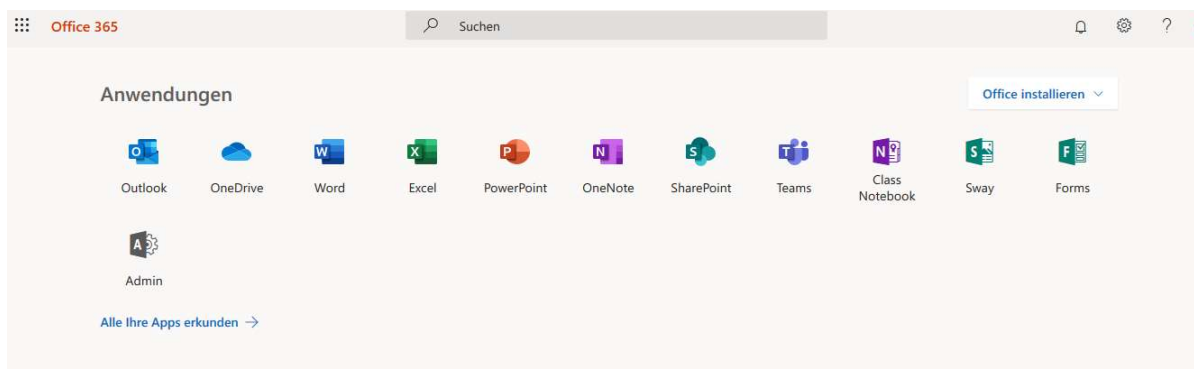 Office 365
Suchen
?
Anwendungen
Office installieren
Outlook
OneDrive
Word
Excel
PowerPoint
OneNote
SharePoint
Teams
Class
Notebook
Sway
Forms
Admin
Alle Ihre Apps erkunden →